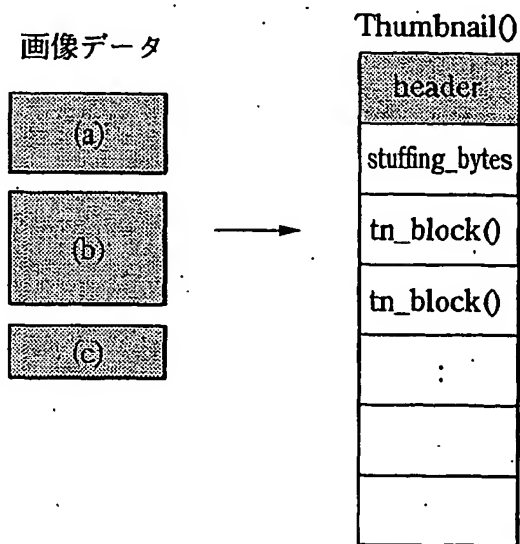 画像データ
(a)
(b)
(c)
Thumbnail()
header
stuffing_bytes
tn_block()
tn_block()
: